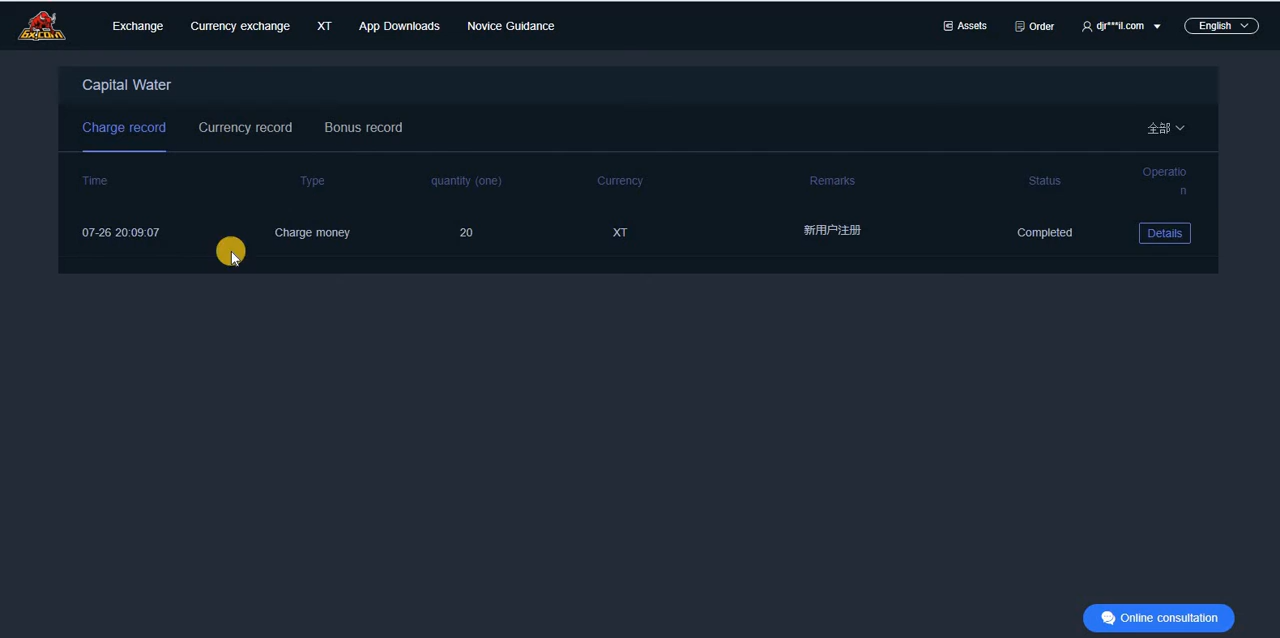 Exchange Currency exchange XT App Downloads Novice Guidance Assets Order djr***il.com English
Capital Water
Charge record Currency record Bonus record 全部
Time Type quantity (one) Currency Remarks Status Operatio
n
07-26 20:09:07 Charge money 20 XT 新用户注册 Completed Details
Online consultation